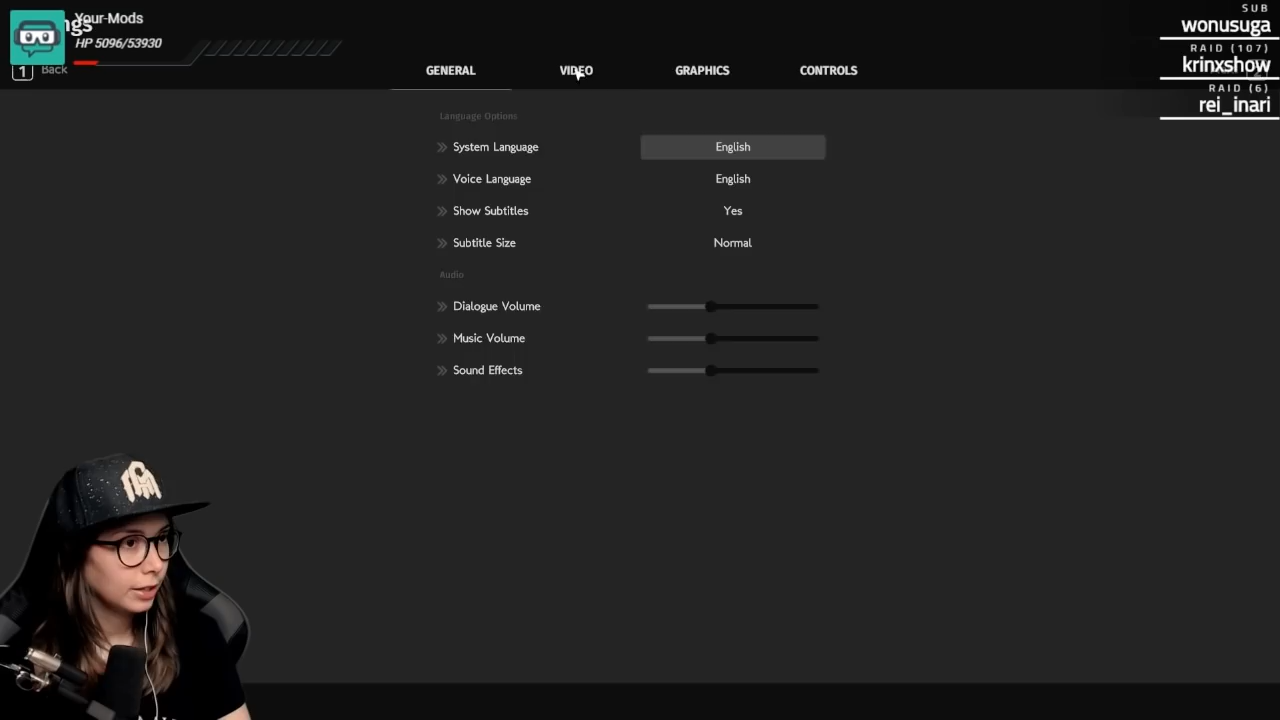 Your-Mods
ngs
HP 5096/53930
1 Back
GENERAL VIDEO GRAPHICS CONTROLS
SUB
wonusuga
RAID (107)
krinxshow
RAID (6)
rei_inari
Language Options
System Language English
Voice Language English
Show Subtitles Yes
Subtitle Size Normal
Audio
Dialogue Volume
Music Volume
Sound Effects